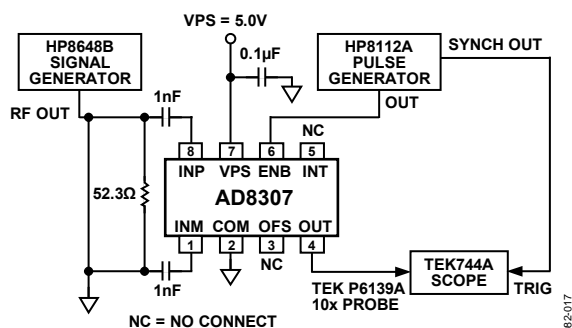 VPS = 5.0V
HP8648B
SIGNAL
GENERATOR
0.1µF
HP8112A
PULSE
GENERATOR
SYNCH OUT
RF OUT
1nF
OUT
NC
8
7
6
5
INP
VPS
ENB
INT
52.3Ω
AD8307
INM
COM
OFS
OUT
1
2
3
4
NC
1nF
TEK P6139A
10x PROBE
TEK744A
SCOPE
TRIG
NC = NO CONNECT
62-017